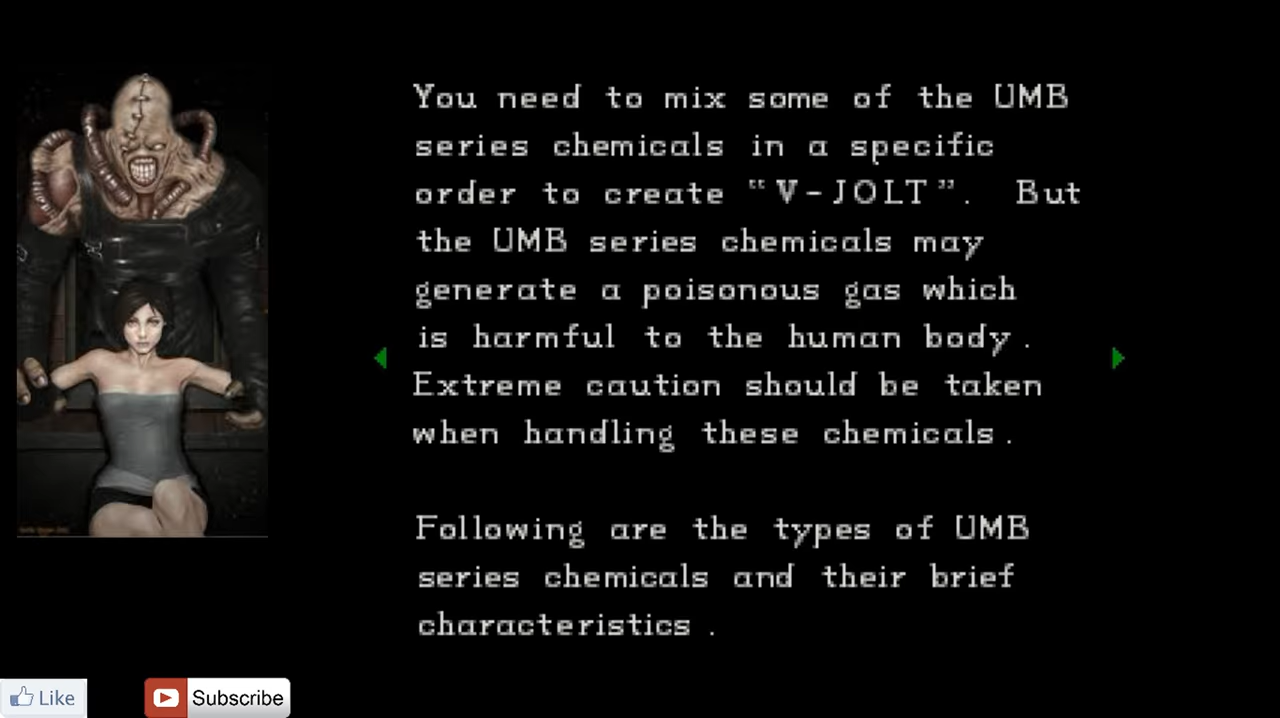 You need to mix some of the UMB
series chemicals in a specific
order to create "V-JOLT". But
the UMB series chemicals may
generate a poisonous gas which
is harmful to the human body.
Extreme caution should be taken
when handling these chemicals.
Following are the types of UMB
series chemicals and their brief
characteristics.
Like
Subscribe